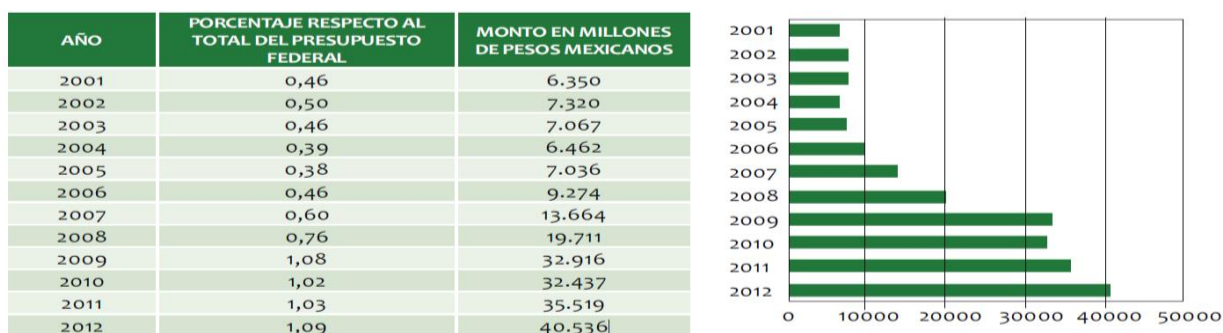 AÑO PORCENTAJE RESPECTO AL TOTAL DEL PRESUPUESTO FEDERAL MONTO EN MILLONES DE PESOS MEXICANOS
2001 0,46 6.350
2002 0,50 7.320
2003 0,46 7.067
2004 0,39 6.462
2005 0,38 7.036
2006 0,46 9.274
2007 0,60 13.664
2008 0,76 19.711
2009 1,08 32.916
2010 1,02 32.437
2011 1,03 35.519
2012 1,09 40.536
2001
2002
2003
2004
2005
2006
2007
2008
2009
2010
2011
2012
0 10000 20000 30000 40000 50000